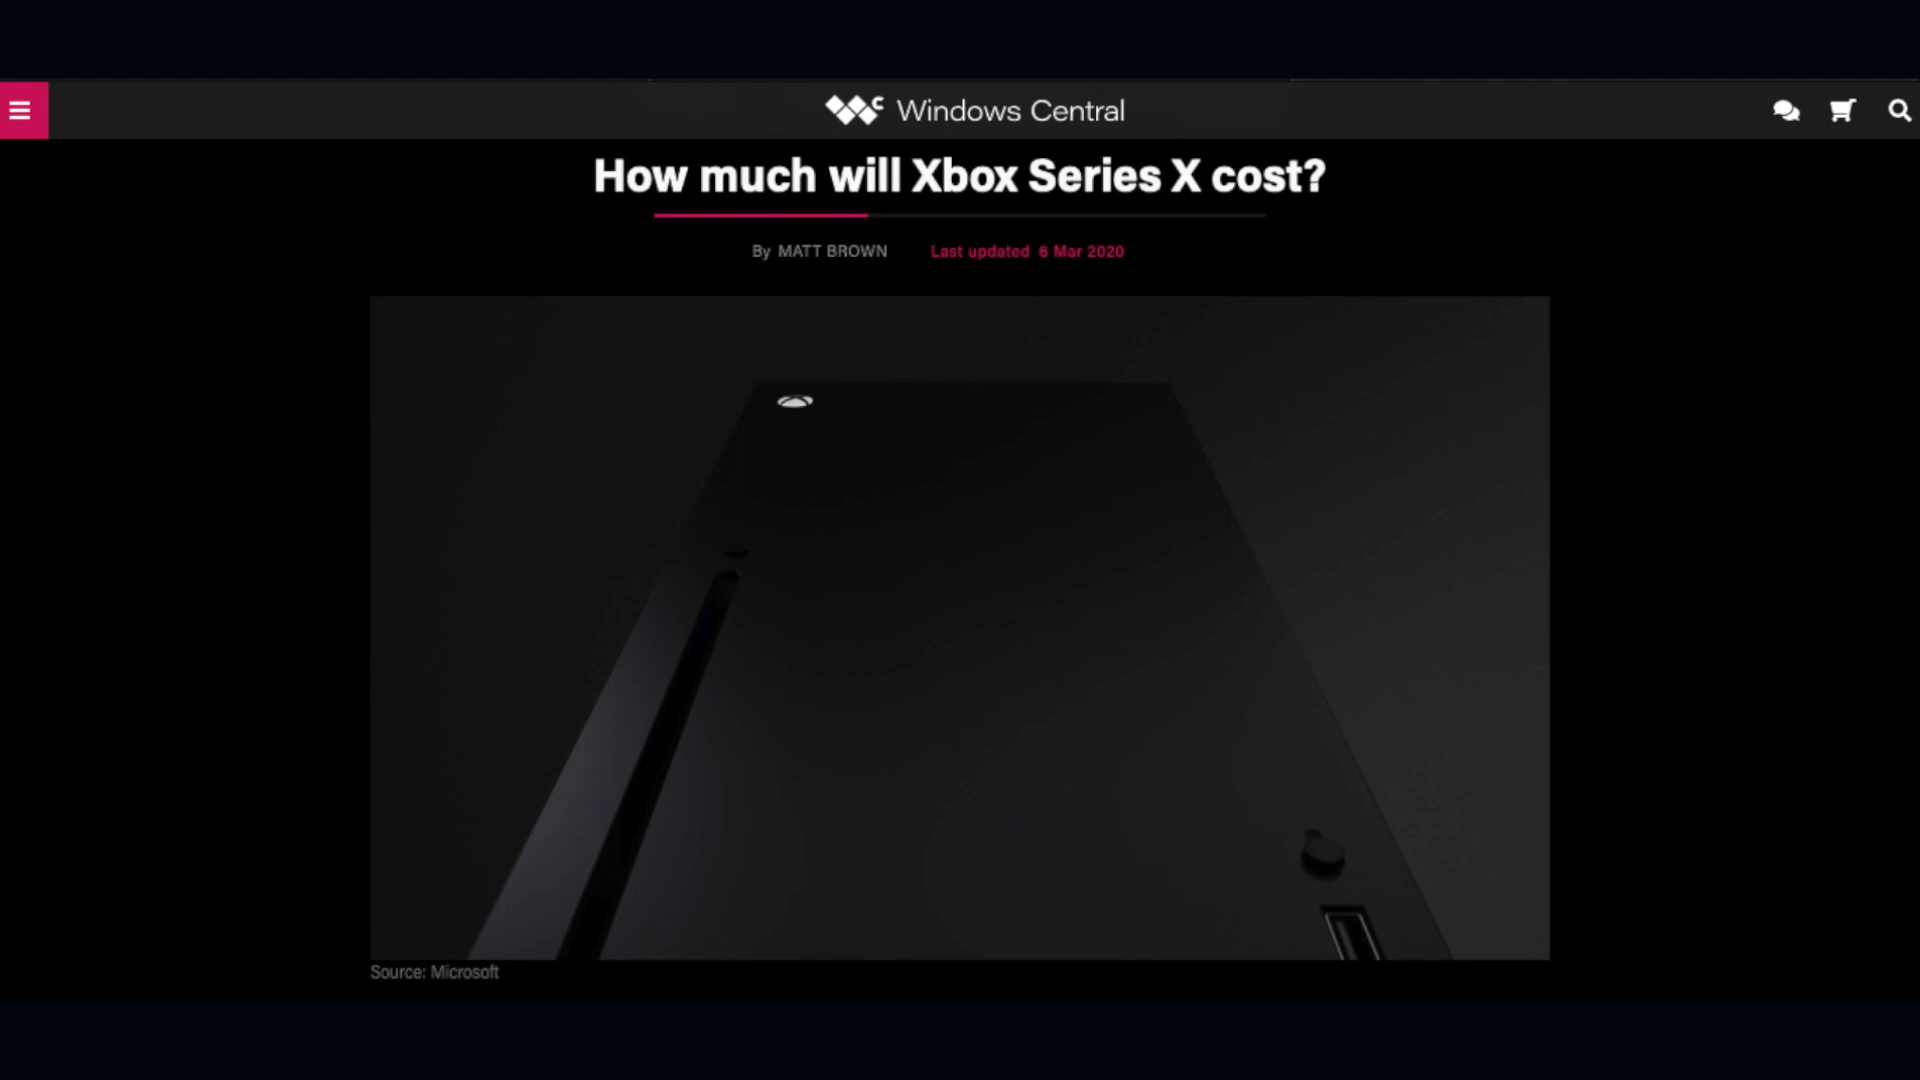 Windows Central
How much will Xbox Series X cost?
By MATT BROWN Last updated 6 Mar 2020
Source: Microsoft